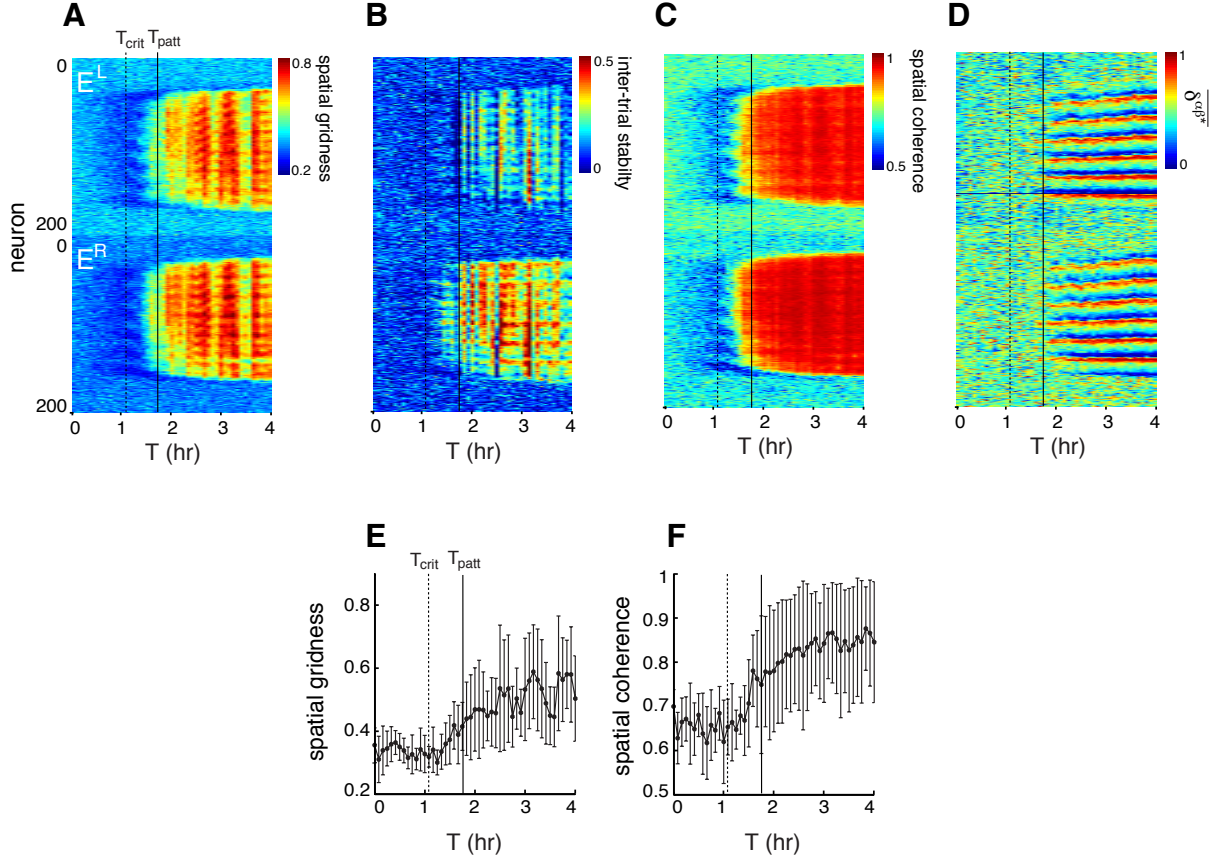 A
B
C
D
T_crit T_patt
0
E^L
200
0
E^R
200
neuron
0 1 2 3 4
T (hr)
0.8
0.2
spatial gridness
0 1 2 3 4
T (hr)
0.5
0
inter-trial stabilty
0 1 2 3 4
T (hr)
1
0.5
spatial coherence
0 1 2 3 4
T (hr)
1
0
E
F
T_crit T_patt
0.8
0.6
0.4
0.2
spatial gridness
0 1 2 3 4
T (hr)
1
0.9
0.8
0.7
0.6
0.5
spatial coherence
0 1 2 3 4
T (hr)